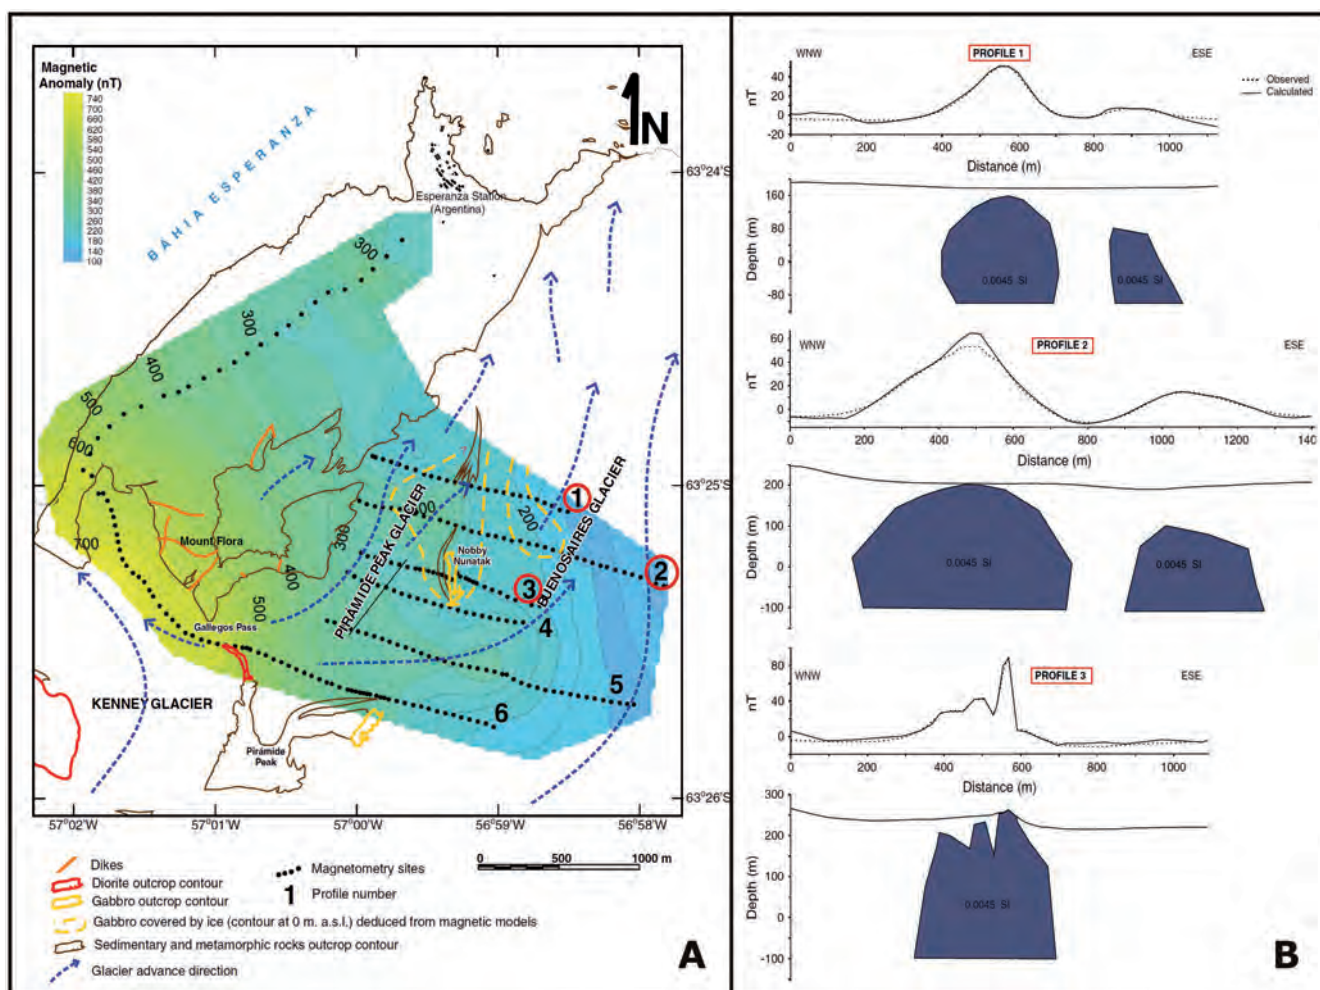 Magnetic
Anomaly (nT)
740
700
660
620
580
540
500
460
420
380
340
300
260
220
180
140
100
BAHIA ESPERANZA
N
Esperanza Station
(Argentina)
63°24'S
63°25'S
63°26'S
300
300
400
500
600
700
Mount Flora
400
500
300
200
Gallegos Pass
KENNEY GLACIER
Pirámide
Peak
PIRÁMIDE PEAK GLACIER
Nobby
Nunatak
BUENOS AIRES GLACIER
1
2
3
4
5
6
57°02'W
57°01'W
57°00'W
56°59'W
56°58'W
Dikes
Diorite outcrop contour
Gabbro outcrop contour
Gabbro covered by ice (contour at 0 m. a.s.l.) deduced from magnetic models
Sedimentary and metamorphic rocks outcrop contour
Glacier advance direction
Magnetometry sites
1 Profile number
0 500 1000 m
A
WNW PROFILE 1 ESE
Observed
Calculated
nT
40
20
0
-20
0 200 400 600 800 1000
Distance (m)
Depth (m)
160
80
0
-80
0.0045 SI
0.0045 SI
WNW PROFILE 2 ESE
nT
60
40
20
0
0 200 400 600 800 1000 1200 140
Distance (m)
Depth (m)
200
100
0
-100
0.0045 SI
0.0045 SI
WNW PROFILE 3 ESE
nT
80
40
0
0 200 400 600 800 1000
Distance (m)
Depth (m)
300
200
100
0
-100
0.0045 SI
B